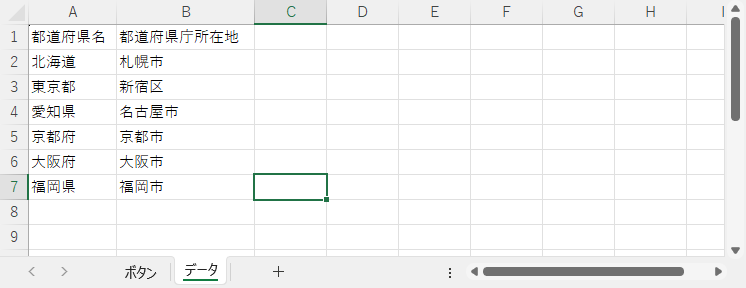 A B C D E F G H I
1 都道府県名 都道府県庁所在地
2 北海道 札幌市
3 東京都 新宿区
4 愛知県 名古屋市
5 京都府 京都市
6 大阪府 大阪市
7 福岡県 福岡市
8
9
ボタン データ